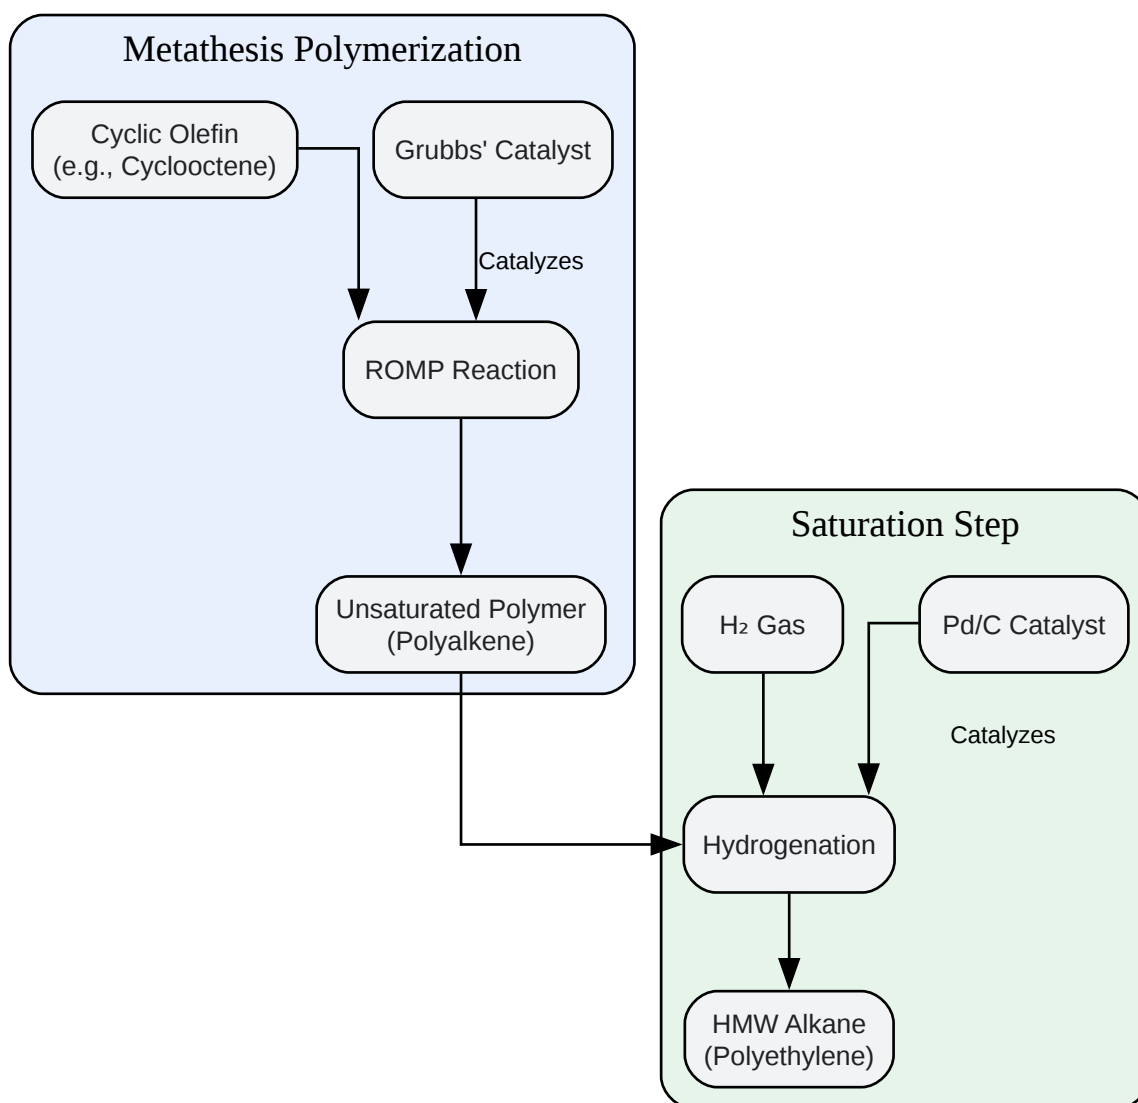 Metathesis Polymerization
Cyclic Olefin
(e.g., Cyclooctene)
Grubbs' Catalyst
Catalyzes
ROMP Reaction
Unsaturated Polymer
(Polyalkene)
Saturation Step
H₂ Gas
Pd/C Catalyst
Catalyzes
Hydrogenation
HMW Alkane
(Polyethylene)